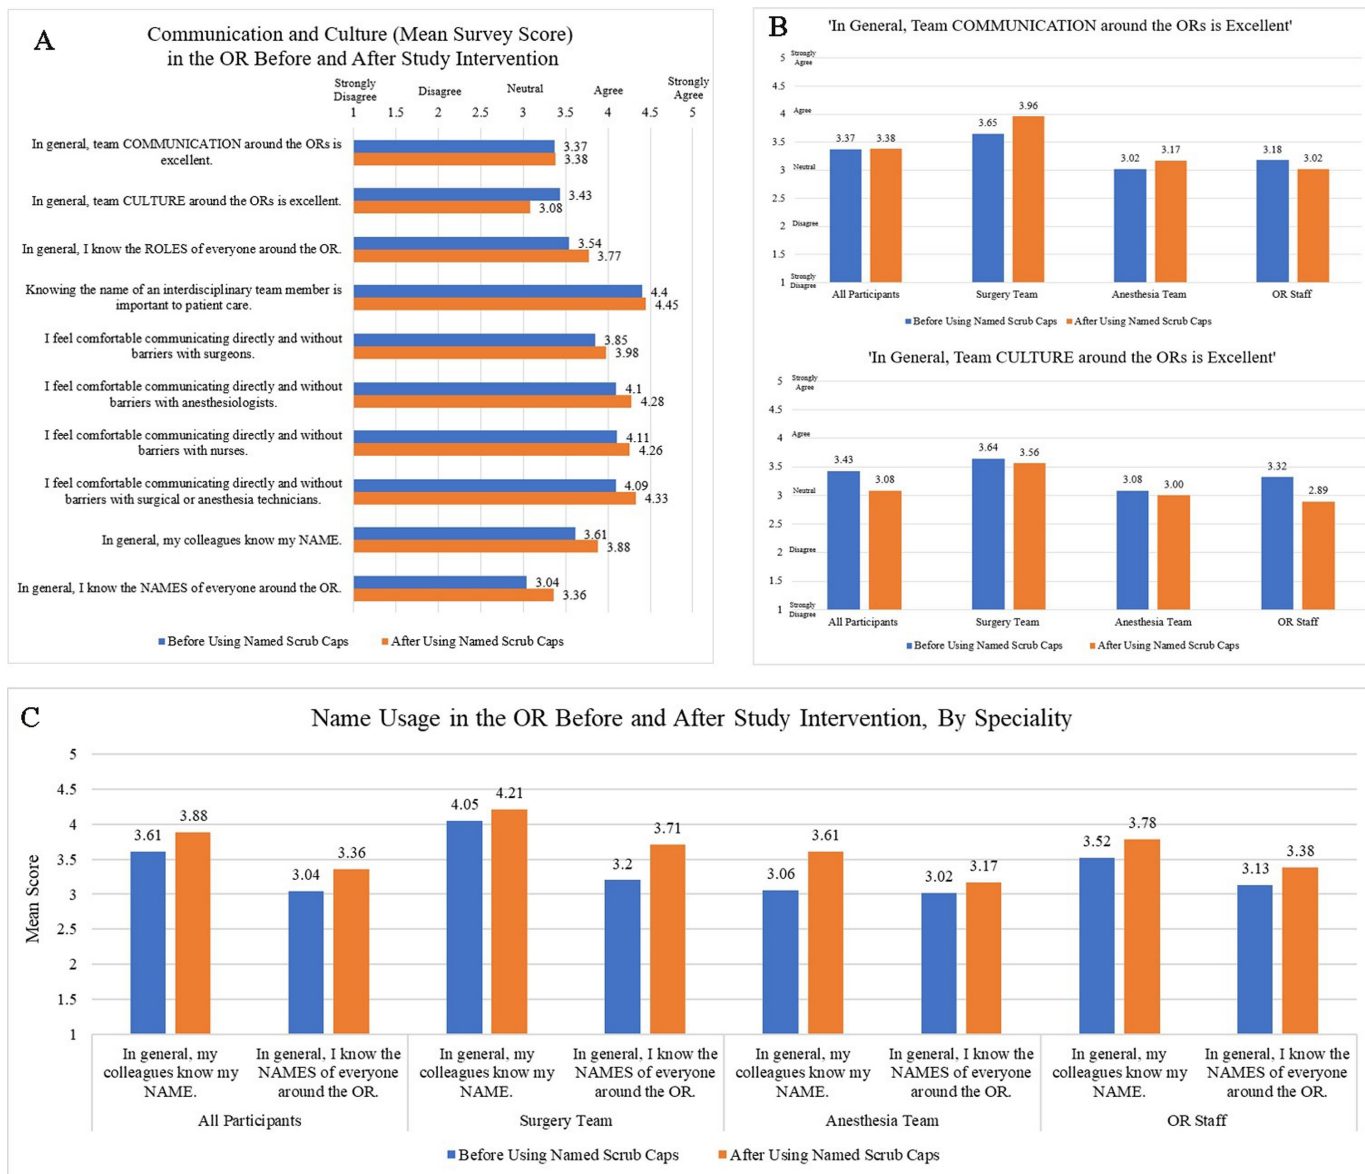 A
Communication and Culture (Mean Survey Score)
in the OR Before and After Study Intervention
Strongly
Disagree
Disagree
Neutral
Agree
Strongly
Agree
1 1.5 2 2.5 3 3.5 4 4.5 5
In general, team COMMUNICATION around the ORs is
excellent.
3.37
3.38
In general, team CULTURE around the ORs is excellent.
3.43
3.08
In general, I know the ROLES of everyone around the OR.
3.54
3.77
Knowing the name of an interdisciplinary team member is
important to patient care.
4.4
4.45
I feel comfortable communicating directly and without
barriers with surgeons.
3.85
3.98
I feel comfortable communicating directly and without
barriers with anesthesiologists.
4.1
4.28
I feel comfortable communicating directly and without
barriers with nurses.
4.11
4.26
I feel comfortable communicating directly and without
barriers with surgical or anesthesia technicians.
4.09
4.33
In general, my colleagues know my NAME.
3.61
3.88
In general, I know the NAMES of everyone around the OR.
3.04
3.36
Before Using Named Scrub Caps After Using Named Scrub Caps
B
'In General, Team COMMUNICATION around the ORs is Excellent'
5
Strongly
Agree
4.5
4
Agree
3.5
3
Neutral
2.5
2
Disagree
1.5
1
Strongly
Disagree
3.37 3.38 3.65 3.96 3.02 3.17 3.18 3.02
All Participants Surgery Team Anesthesia Team OR Staff
Before Using Named Scrub Caps After Using Named Scrub Caps
'In General, Team CULTURE around the ORs is Excellent'
5
Strongly
Agree
4.5
4
Agree
3.5
3
Neutral
2.5
2
Disagree
1.5
1
Strongly
Disagree
3.43 3.08 3.64 3.56 3.08 3.00 3.32 2.89
All Participants Surgery Team Anesthesia Team OR Staff
Before Using Named Scrub Caps After Using Named Scrub Caps
C
Name Usage in the OR Before and After Study Intervention, By Speciality
Mean Score
5
4.5
4
3.5
3
2.5
2
1.5
1
3.61 3.88 3.04 3.36 4.05 4.21 3.2 3.71 3.06 3.61 3.02 3.17 3.52 3.78 3.13 3.38
In general, my In general, I know the In general, my In general, I know the In general, my In general, I know the In general, my In general, I know the
colleagues know my NAMES of everyone colleagues know my NAMES of everyone colleagues know my NAMES of everyone colleagues know my NAMES of everyone
NAME. around the OR. NAME. around the OR. NAME. around the OR. NAME. around the OR.
All Participants Surgery Team Anesthesia Team OR Staff
Before Using Named Scrub Caps After Using Named Scrub Caps